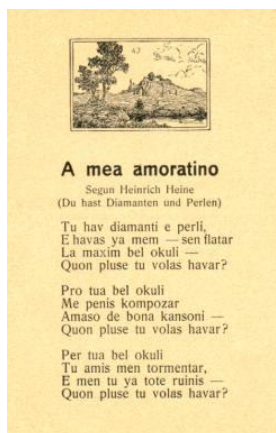 A mea amoratino
Segun Heinrich Heine
(Du hast Diamanten und Perlen)
Tu hav diamanti e perli,
E havas ya mem — sen flatar
La maxim bel okuli —
Quon pluse tu volas havar?
Pro tua bel okuli
Me penis kompozar
Amaso de bona kansoni —
Quon pluse tu volas havar?
Per tua bel okuli
Tu amis men tormentar,
E men tu ya tote ruinis —
Quon pluse tu volas havar?